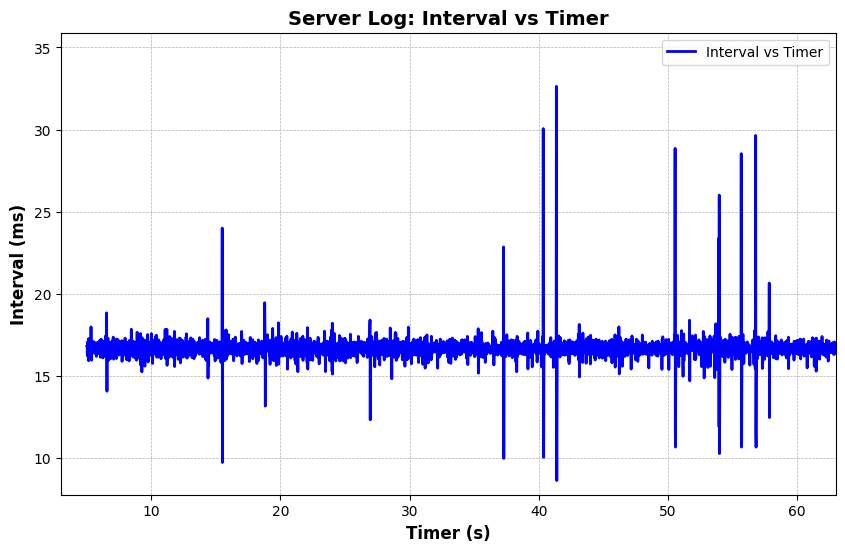 Server Log: Interval vs Timer
Interval vs Timer
35
30
25
20
15
10
Interval (ms)
10 20 30 40 50 60
Timer (s)